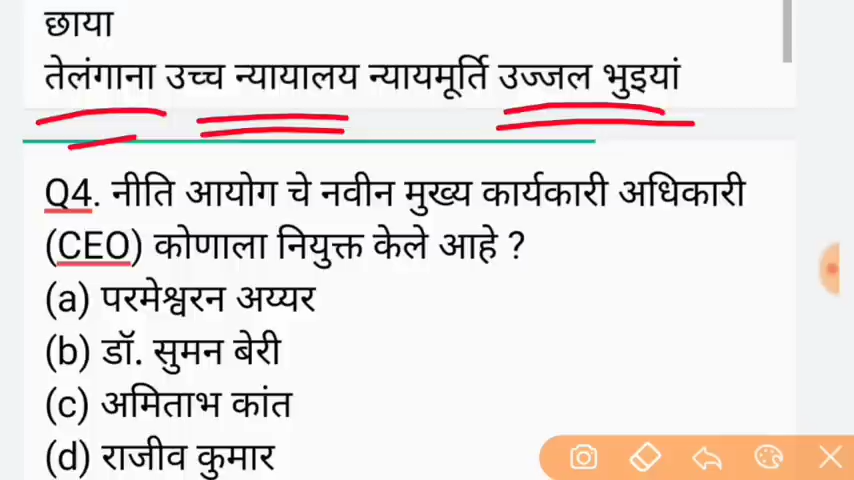 छाया
तेलंगाना उच्च न्यायालय न्यायमूर्ति उज्जल भुइयां
Q4. नीति आयोग चे नवीन मुख्य कार्यकारी अधिकारी
(CEO) कोणाला नियुक्त केले आहे ?
(a) परमेश्वरन अय्यर
(b) डॉ. सुमन बेरी
(c) अमिताभ कांत
(d) राजीव कुमार